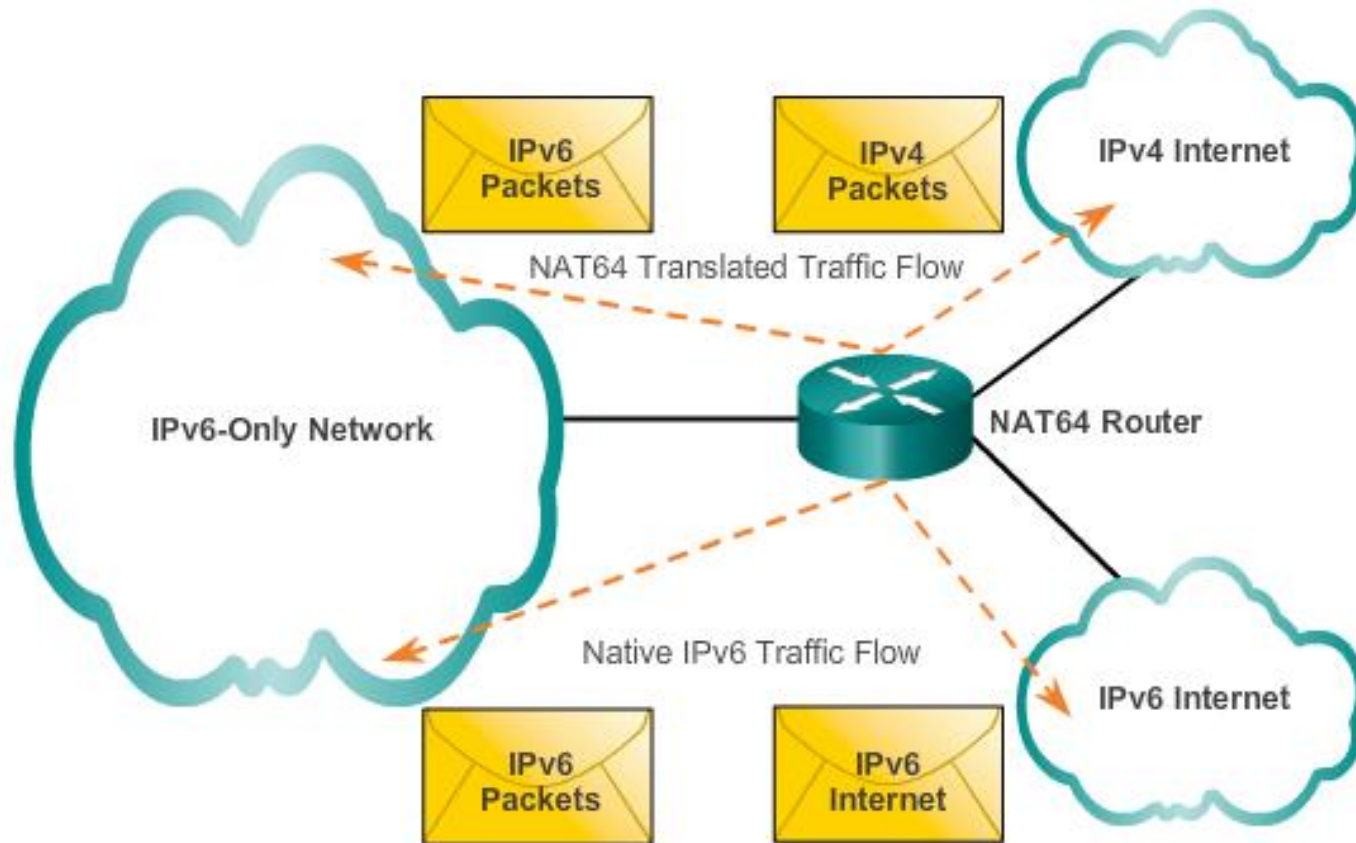 IPv6
Packets
IPv4
Packets
IPv4 Internet
NAT64 Translated Traffic Flow
IPv6-Only Network
NAT64 Router
Native IPv6 Traffic Flow
IPv6 Internet
IPv6
Packets
IPv6
Internet